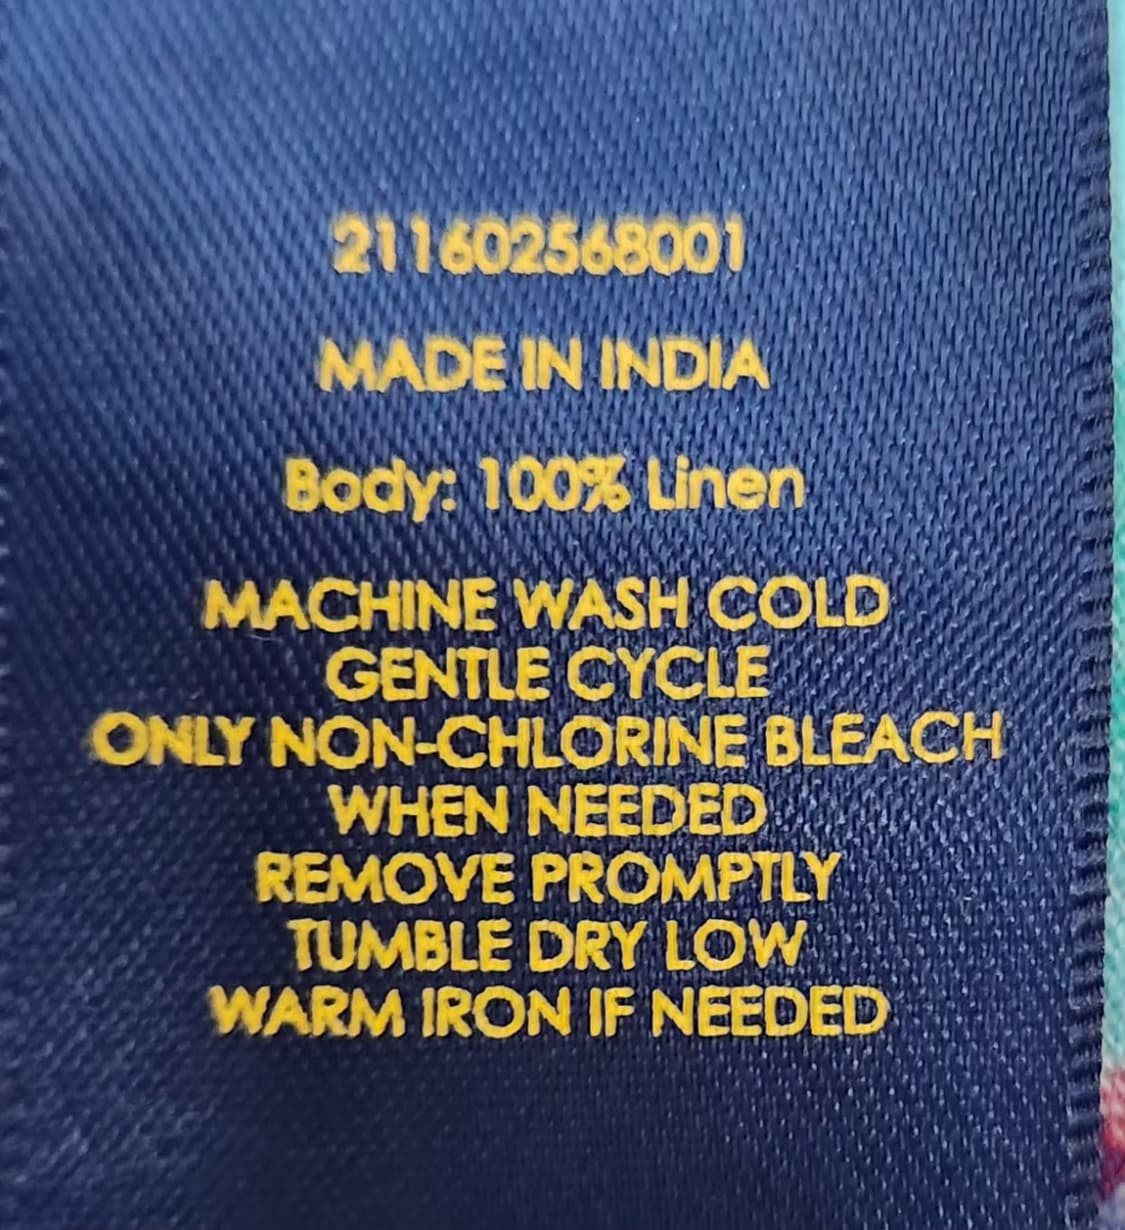 211602568001
MADE IN INDIA
Body: 100% Linen
MACHINE WASH COLD
GENTLE CYCLE
ONLY NON-CHLORINE BLEACH
WHEN NEEDED
REMOVE PROMPTLY
TUMBLE DRY LOW
WARM IRON IF NEEDED